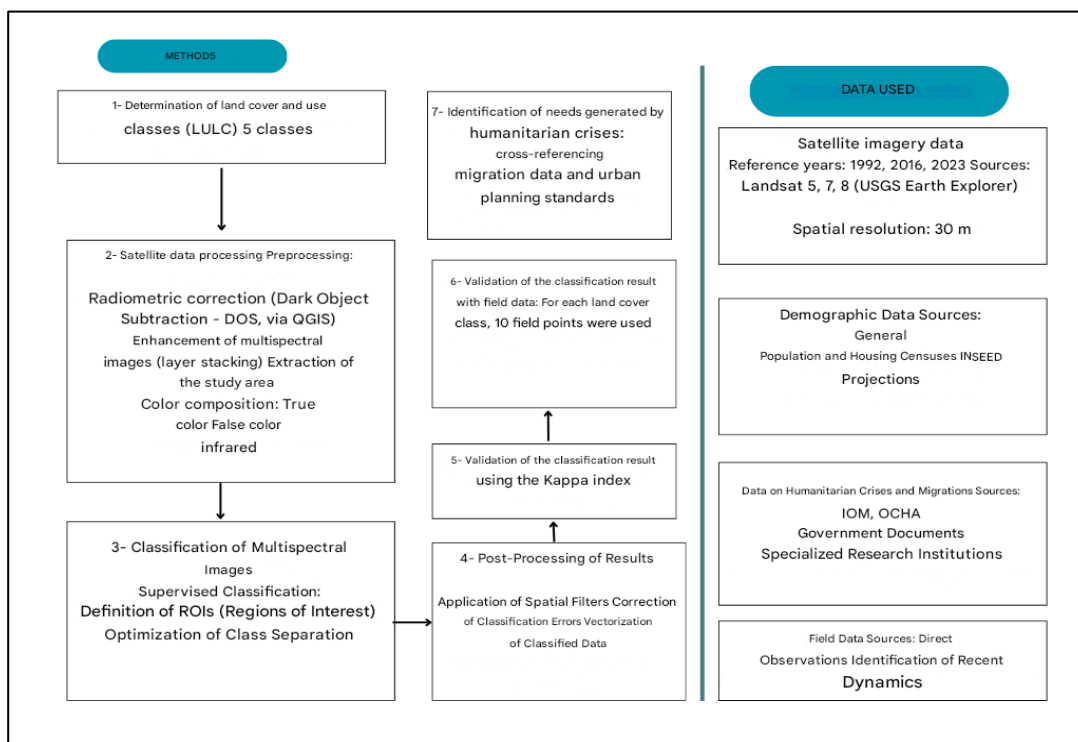 METHODS
1- Determination of land cover and use
classes (LULC) 5 classes
2- Satellite data processing Preprocessing:
Radiometric correction (Dark Object
Subtraction - DOS, via QGIS)
Enhancement of multispectral
images (layer stacking) Extraction of
the study area
Color composition: True
color False color
infrared
3- Classification of Multispectral
Images
Supervised Classification:
Definition of ROIs (Regions of Interest)
Optimization of Class Separation
4- Post-Processing of Results
Application of Spatial Filters Correction
of Classification Errors Vectorization
of Classified Data
5- Validation of the classification result
using the Kappa index
6- Validation of the classification result
with field data: For each land cover
class, 10 field points were used
7- Identification of needs generated by
humanitarian crises:
cross-referencing
migration data and urban
planning standards
DATA USED
Satellite imagery data
Reference years: 1992, 2016, 2023 Sources:
Landsat 5, 7, 8 (USGS Earth Explorer)
Spatial resolution: 30 m
Demographic Data Sources:
General
Population and Housing Censuses INSEED
Projections
Data on Humanitarian Crises and Migrations Sources:
IOM, OCHA
Government Documents
Specialized Research Institutions
Field Data Sources: Direct
Observations Identification of Recent
Dynamics